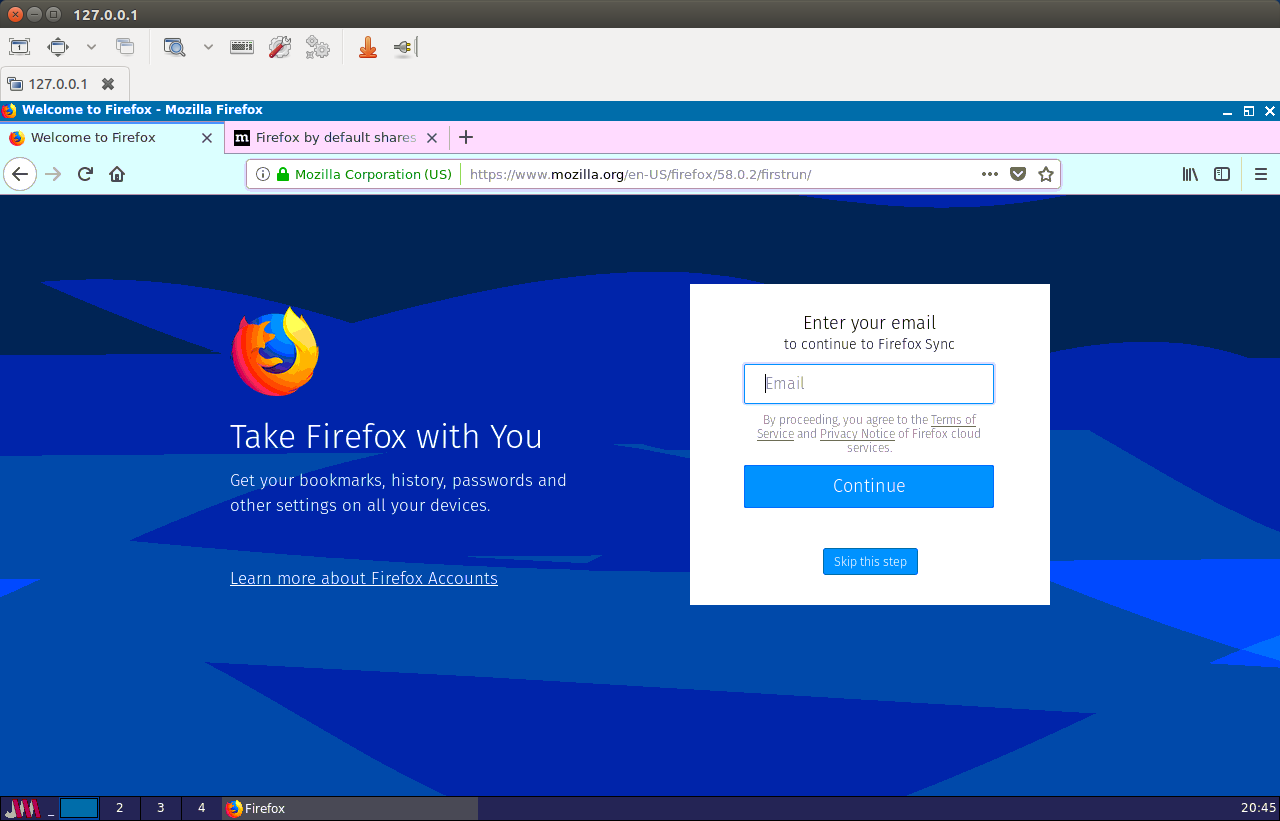 127.0.0.1
127.0.0.1
Welcome to Firefox - Mozilla Firefox
Welcome to Firefox
Firefox by default shares
Mozilla Corporation (US)
https://www.mozilla.org/en-US/firefox/58.0.2/firstrun/
Enter your email
to continue to Firefox Sync
Email
By proceeding, you agree to the Terms of
Service and Privacy Notice of Firefox cloud
services.
Continue
Skip this step
Take Firefox with You
Get your bookmarks, history, passwords and
other settings on all your devices.
Learn more about Firefox Accounts
_ 2 3 4 Firefox 20:45